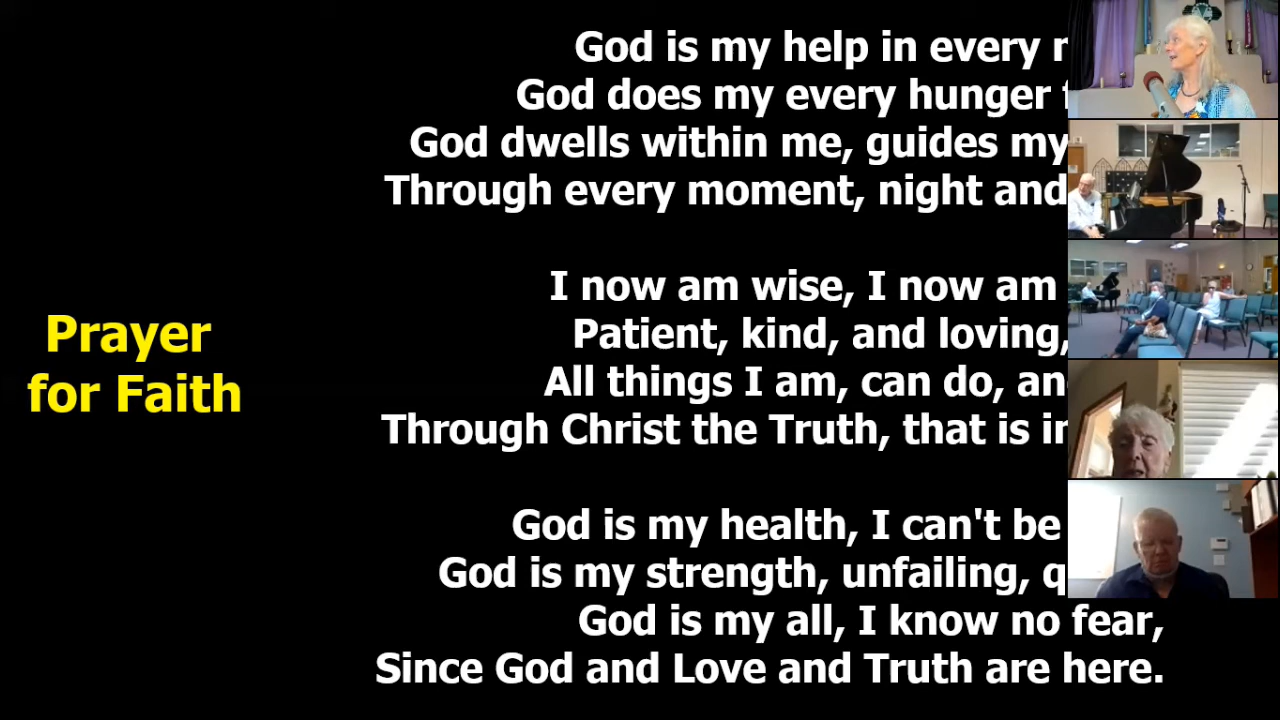 Prayer
for Faith
God is my help in every
God does my every hunger
God dwells within me, guides my
Through every moment, night and
I now am wise, I now am
Patient, kind, and loving,
All things I am, can do,
Through Christ the Truth, that is
God is my health, I can't be
God is my strength, unfailing,
God is my all, I know no fear,
Since God and Love and Truth are here.